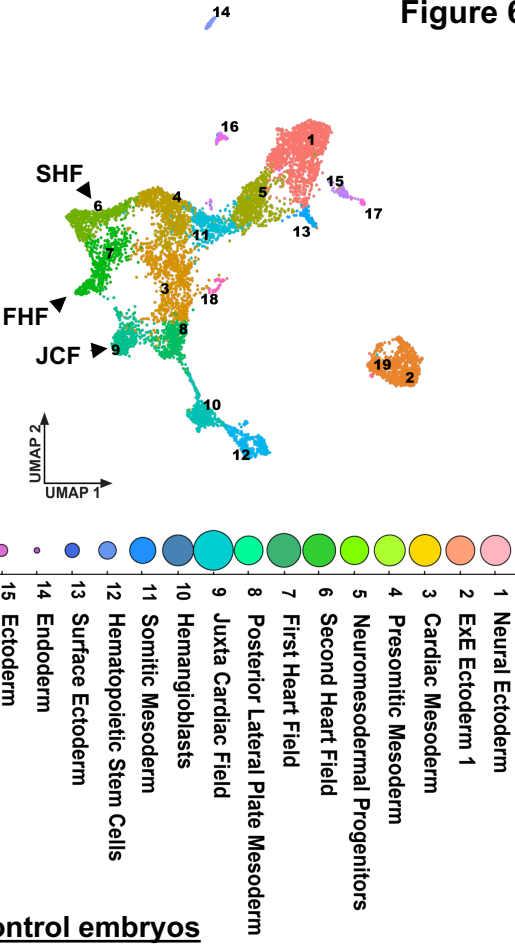 Figure 6
14
16
1
15
17
SHF
6
4
5
13
11
7
3
FHF
18
8
JCF
9
19
2
10
12
UMAP 2
UMAP 1
1 Neural Ectoderm
2 ExE Ectoderm 1
3 Cardiac Mesoderm
4 Presomitic Mesoderm
5 Neuromesodermal Progenitors
6 Second Heart Field
7 First Heart Field
8 Posterior Lateral Plate Mesoderm
9 Juxta Cardiac Field
10 Hemangioblasts
11 Somitic Mesoderm
12 Hematopoietic Stem Cells
13 Surface Ectoderm
14 Endoderm
15 Ectoderm
ontrol embryos